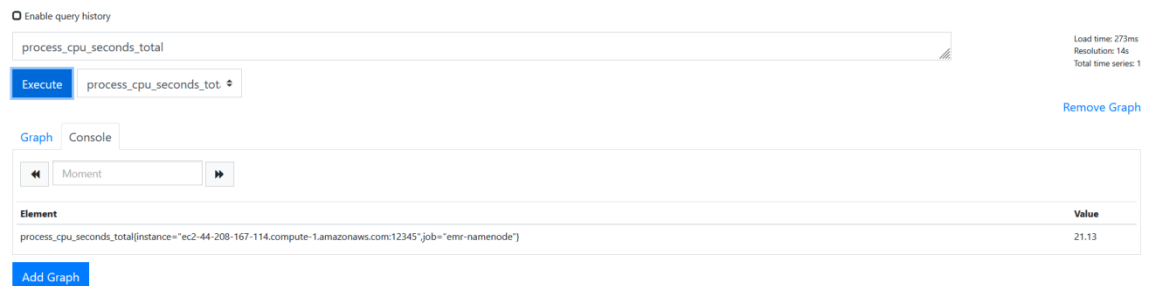 Enable query history
process_cpu_seconds_total
Load time: 273ms
Resolution: 14s
Total time series: 1
Execute
process_cpu_seconds_tot
Remove Graph
Graph Console
Moment
Element Value
process_cpu_seconds_total{instance="ec2-44-208-167-114.compute-1.amazonaws.com:12345",job="emr-namenode"} 21.13
Add Graph